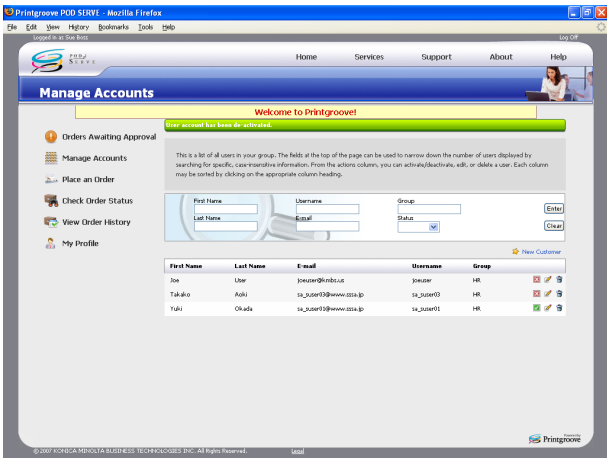 Printgroove POD SERVE - Mozilla Firefox
File Edit View History Bookmarks Tools Help
Logged in as Sue Boss Log Off
POD
SERVE
Home Services Support About Help
Manage Accounts
Welcome to Printgroove!
User account has been de-activated.
Orders Awaiting Approval
Manage Accounts
Place an Order
Check Order Status
View Order History
My Profile
This is a list of all users in your group. The fields at the top of the page can be used to narrow down the number of users displayed by
searching for specific, case-insensitive information. From the actions column, you can activate/deactivate, edit, or delete a user. Each column
may be sorted by clicking on the appropriate column heading.
First Name Username Group
Enter
Last Name E-mail Status
Clear
New Customer
First Name Last Name E-mail Username Group
Joe User joeuser@kmbs.us joeuser HR
Takako Aoki sa_suser03@www.sssa.jp sa_suser03 HR
Yuki Okada sa_suser01@www.sssa.jp sa_suser01 HR
Powered by
Printgroove
© 2007 KONICA MINOLTA BUSINESS TECHNOLOGIES INC. All Rights Reserved. Legal